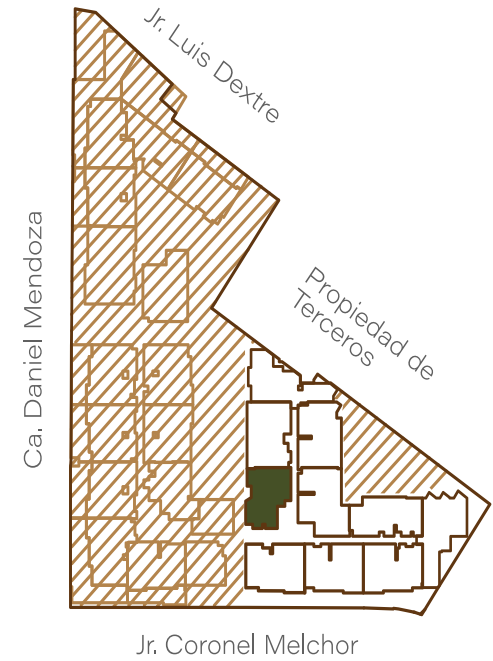 Jr. Luis Dextre
Ca. Daniel Mendoza
Propiedad de
Terceros
Jr. Coronel Melchor